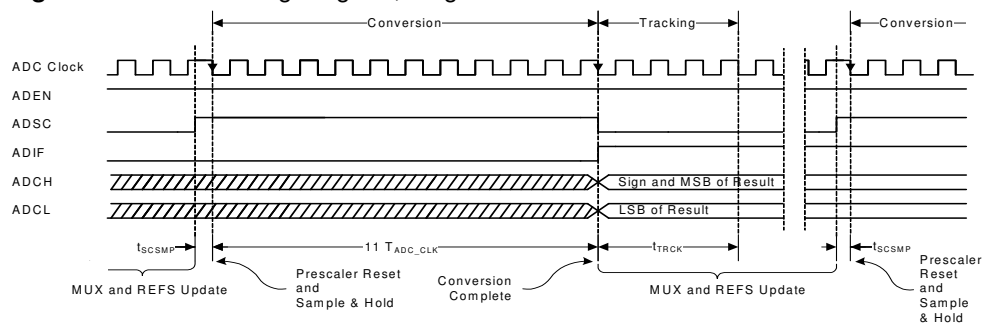 Conversion
Tracking
Conversion
ADC Clock
ADEN
ADSC
ADIF
ADCH
Sign and MSB of Result
ADCL
LSB of Result
tSCSMP
11 TADC_CLK
tTRCK
tSCSMP
MUX and REFS Update
Prescaler Reset
and
Sample & Hold
Conversion
Complete
MUX and REFS Update
Prescaler
Reset
and
Sample
& Hold